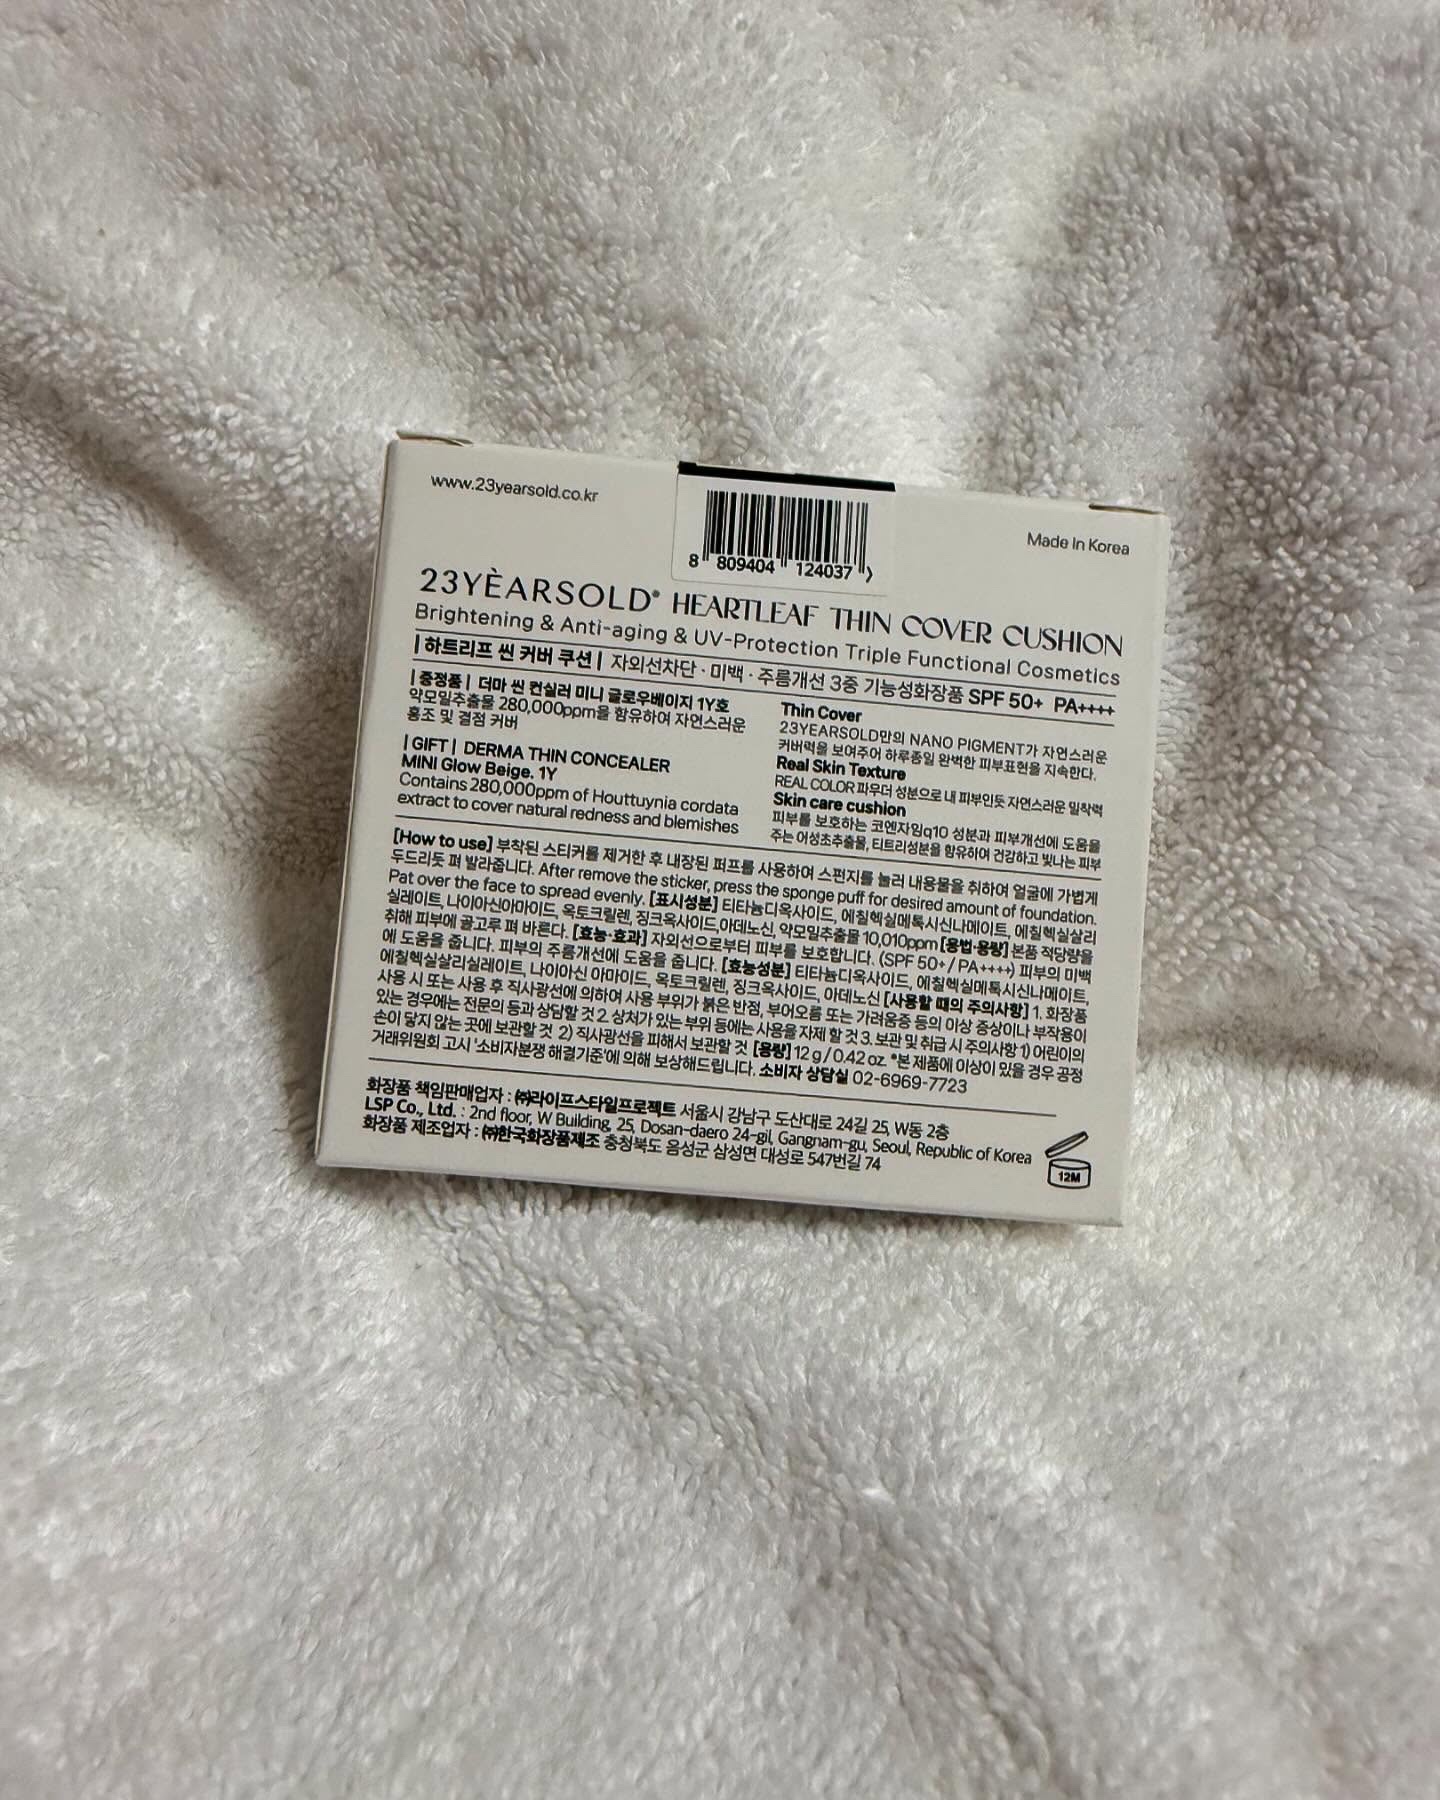 www.23yearsold.co.kr
8 809404 124037
Made In Korea
23YÈARSOLD® HEARTLEAF THIN COVER CUSHION
Brightening & Anti-aging & UV-Protection Triple Functional Cosmetics
| 하트리프 씬 커버 쿠션 | 자외선차단 · 미백 · 주름개선 3중 기능성화장품 SPF 50+ PA++++
| 증정품 | 더마 씬 컨실러 미니 글로우베이지 1Y호
약모밀추출물 280,000ppm을 함유하여 자연스러운
홍조 및 결점 커버
| GIFT | DERMA THIN CONCEALER
MINI Glow Beige. 1Y
Contains 280,000ppm of Houttuynia cordata
extract to cover natural redness and blemishes
Thin Cover
23YEARSOLD만의 NANO PIGMENT가 자연스러운
커버력을 보여주어 하루종일 완벽한 피부표현을 지속한다.
Real Skin Texture
REAL COLOR 파우더 성분으로 내 피부인듯 자연스러운 밀착력
Skin care cushion
피부를 보호하는 코엔자임q10 성분과 피부개선에 도움을
주는 어성초추출물, 티트리성분을 함유하여 건강하고 빛나는 피부
[How to use] 부착된 스티커를 제거한 후 내장된 퍼프를 사용하여 스펀지를 눌러 내용물을 취하여 얼굴에 가볍게
두드리듯 펴 발라줍니다. After remove the sticker, press the sponge puff for desired amount of foundation.
Pat over the face to spread evenly. [표시성분] 티타늄디옥사이드, 에칠헥실메톡시신나메이트, 에칠헥실살리
실레이트, 나이아신아마이드, 옥토크릴렌, 징크옥사이드,아데노신, 약모밀추출물 10,010ppm [용법·용량] 본품 적당량을
취해 피부에 골고루 펴 바른다. [효능·효과] 자외선으로부터 피부를 보호합니다. (SPF 50+ / PA++++) 피부의 미백
에 도움을 줍니다. 피부의 주름개선에 도움을 줍니다. [효능성분] 티타늄디옥사이드, 에칠헥실메톡시신나메이트,
에칠헥실살리실레이트, 나이아신 아마이드, 옥토크릴렌, 징크옥사이드, 아데노신 [사용할 때의 주의사항] 1. 화장품
사용 시 또는 사용 후 직사광선에 의하여 사용 부위가 붉은 반점, 부어오름 또는 가려움증 등의 이상 증상이나 부작용이
있는 경우에는 전문의 등과 상담할 것 2. 상처가 있는 부위 등에는 사용을 자제 할 것 3. 보관 및 취급 시 주의사항 1) 어린이의
손이 닿지 않는 곳에 보관할 것 2) 직사광선을 피해서 보관할 것 [용량] 12 g / 0.42 oz. *본 제품에 이상이 있을 경우 공정
거래위원회 고시 '소비자분쟁 해결기준'에 의해 보상해드립니다. 소비자 상담실 02-6969-7723
화장품 책임판매업자 : ㈜라이프스타일프로젝트 서울시 강남구 도산대로 24길 25, W동 2층
LSP Co., Ltd. : 2nd floor, W Building, 25, Dosan-daero 24-gil, Gangnam-gu, Seoul, Republic of Korea
화장품 제조업자 : ㈜한국화장품제조 충청북도 음성군 삼성면 대성로 547번길 74
12M